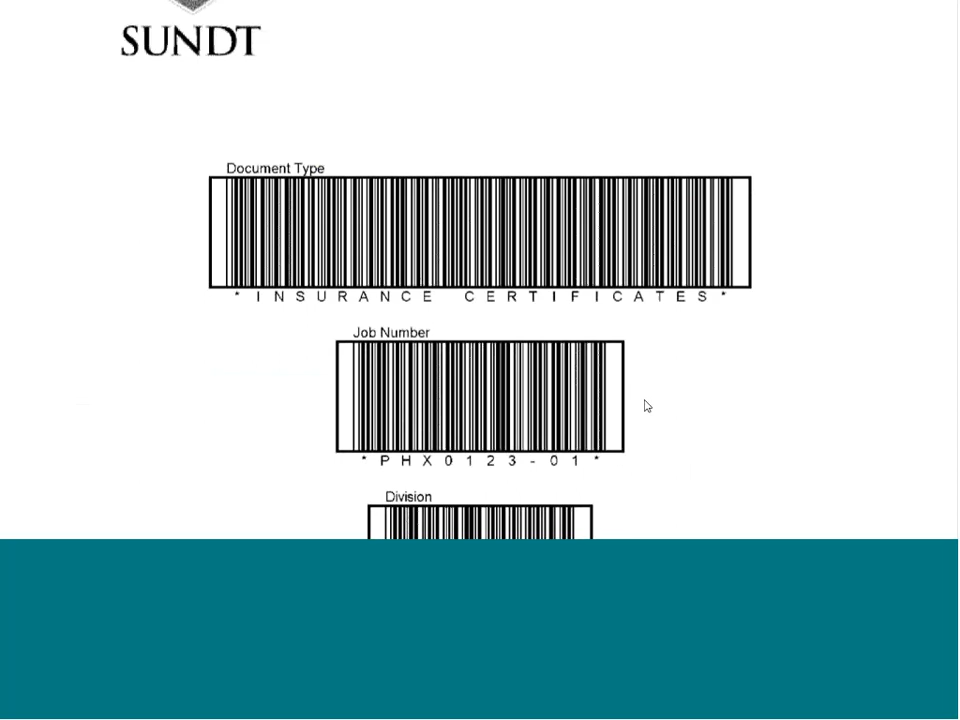 SUNDT
Document Type
* I N S U R A N C E C E R T I F I C A T E S *
Job Number
* P H X 0 1 2 3 - 0 1 *
Division